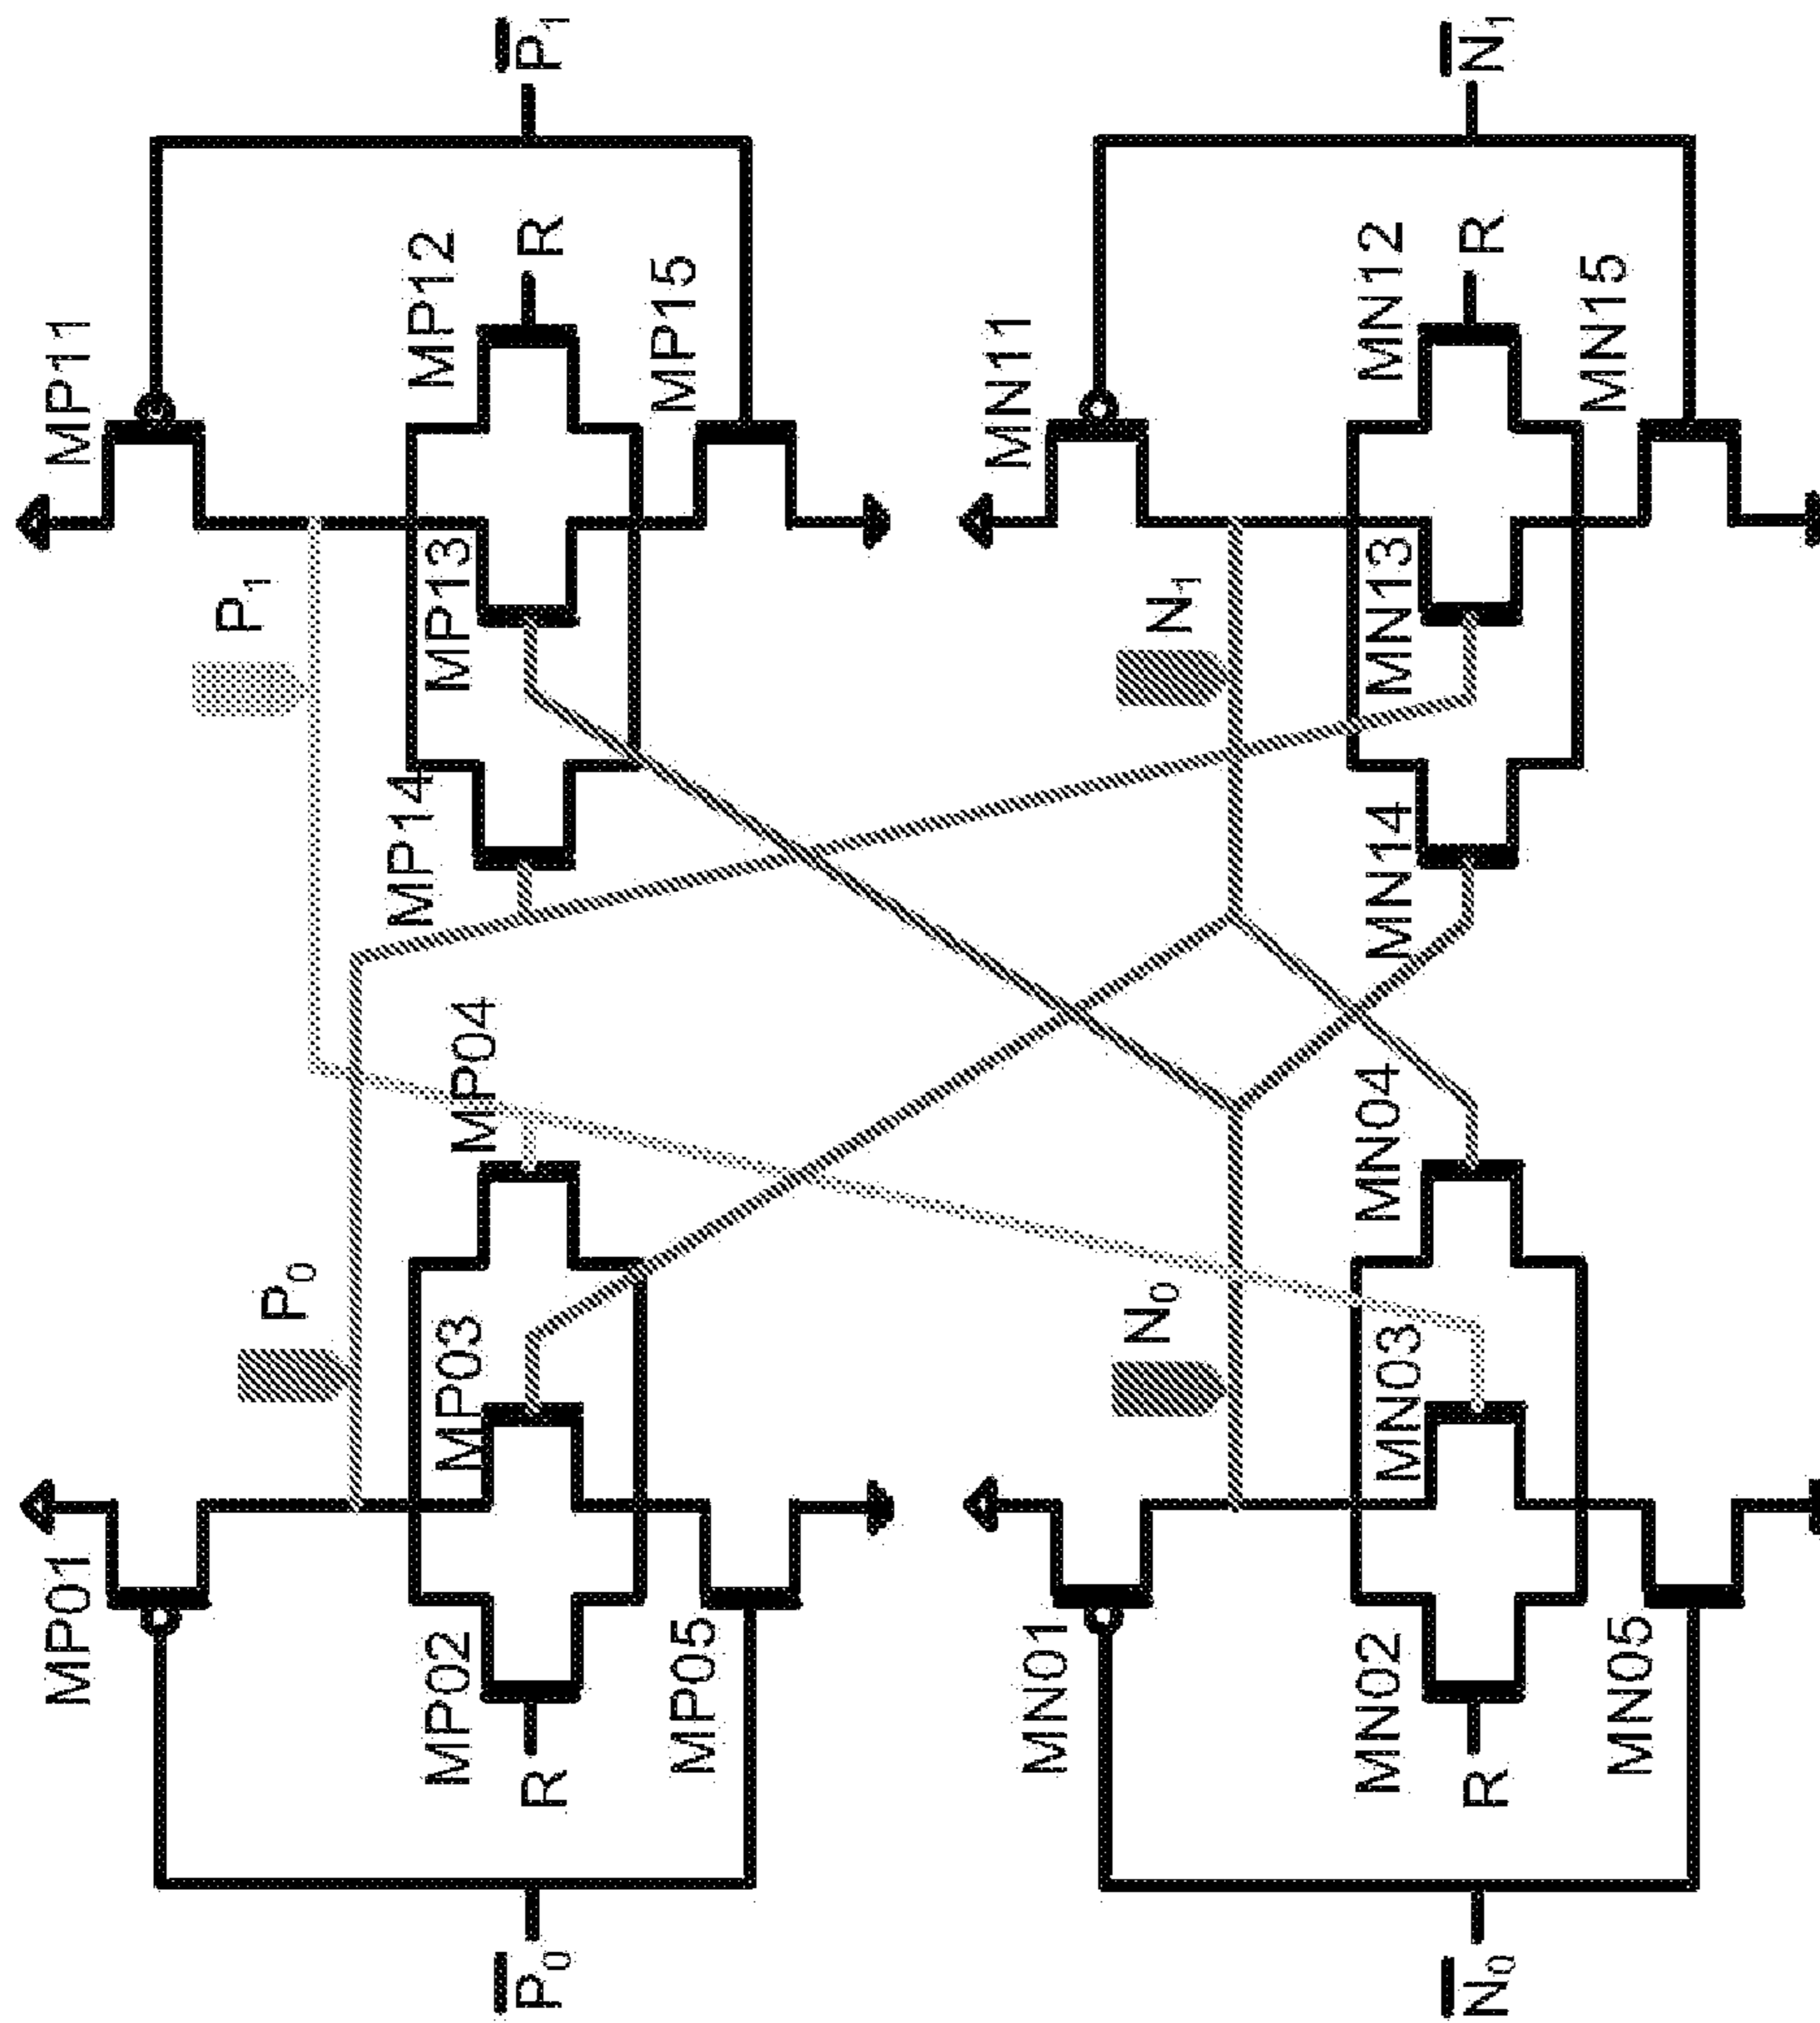 MP01
MP11
P₁
P₀
MP02
MP03
MP04
MP14
MP13
MP12
P̅₀
R
R
P̅₁
MP05
MP15
MN01
MN11
N₀
N₁
MN02
MN03
MN04
MN14
MN13
MN12
N̅₀
R
R
N̅₁
MN05
MN15